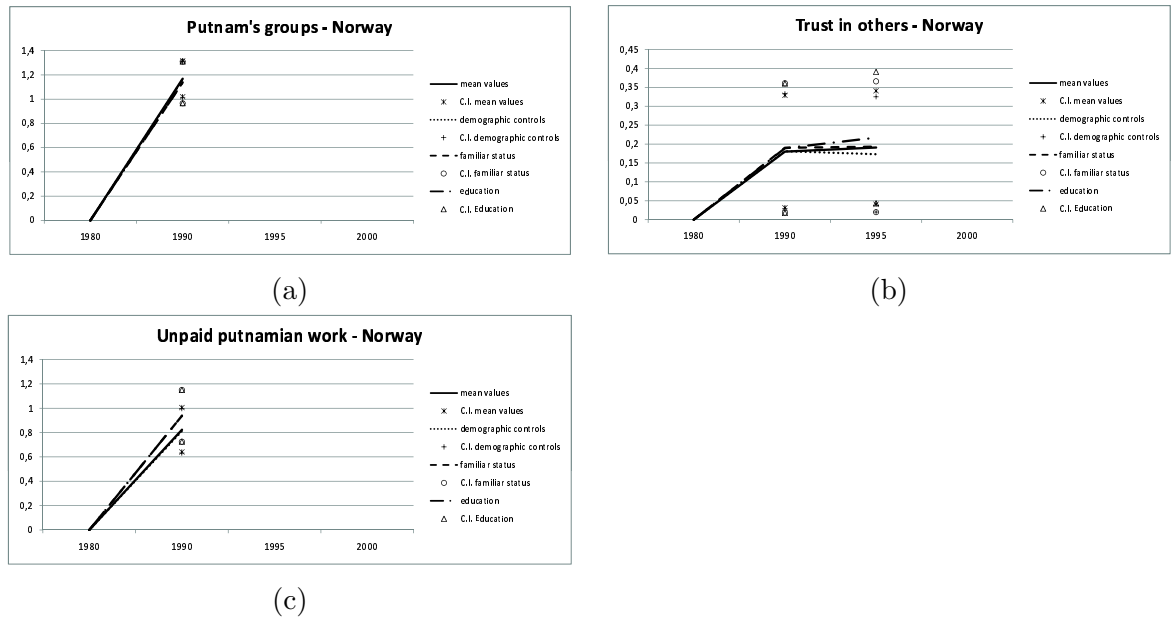 Putnam's groups - Norway
1,4
1,2
1
0,8
0,6
0,4
0,2
0
1980 1990 1995 2000
mean values
C.I. mean values
demographic controls
C.I. demographic controls
familiar status
C.I. familiar status
education
C.I. Education
(a)
Trust in others - Norway
0,45
0,4
0,35
0,3
0,25
0,2
0,15
0,1
0,05
0
1980 1990 1995 2000
mean values
C.I. mean values
demographic controls
C.I. demographic controls
familiar status
C.I. familiar status
education
C.I. Education
(b)
Unpaid putnamian work - Norway
1,4
1,2
1
0,8
0,6
0,4
0,2
0
1980 1990 1995 2000
mean values
C.I. mean values
demographic controls
C.I. demographic controls
familiar status
C.I. familiar status
education
C.I. Education
(c)